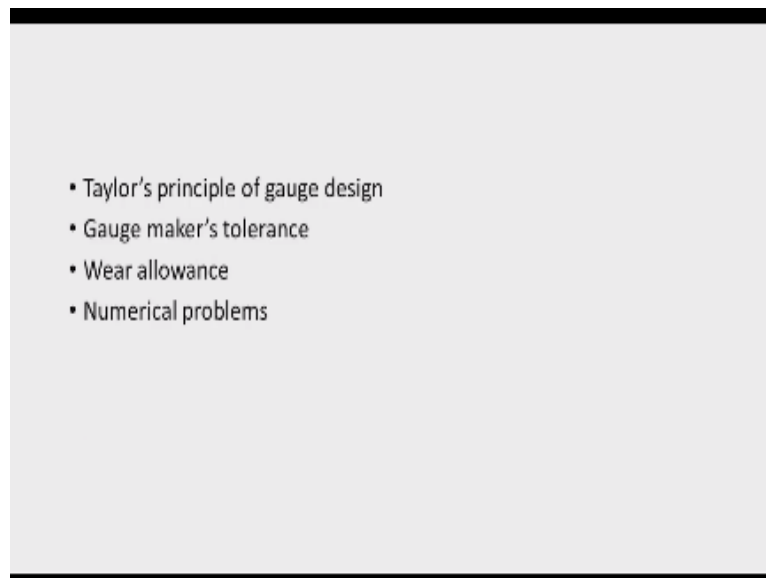 • Taylor's principle of gauge design
• Gauge maker's tolerance
• Wear allowance
• Numerical problems